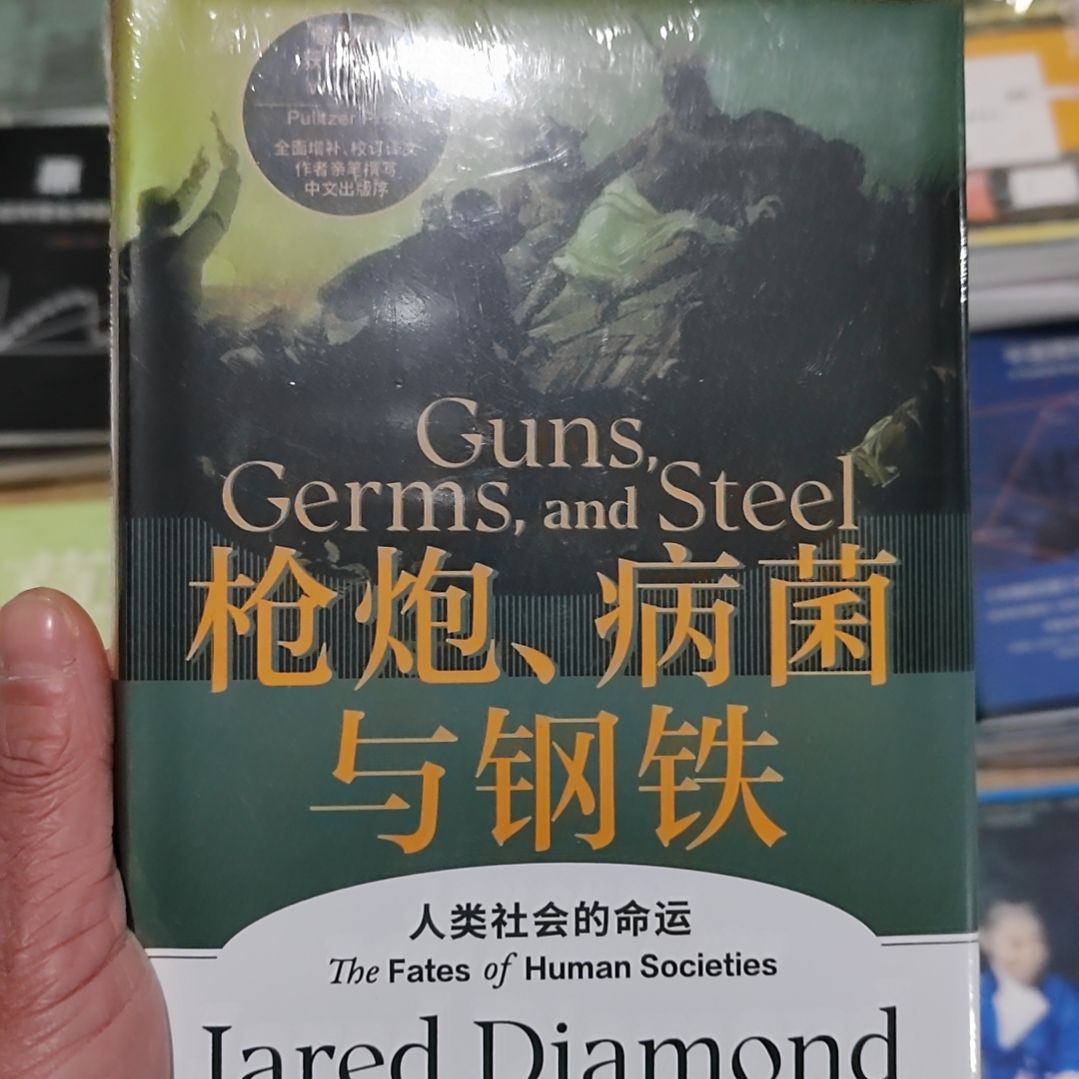 Pulitzer
全面增补、校订译文
作者亲笔撰写
中文出版序
Guns,
Germs, and Steel
枪炮、病菌
与钢铁
人类社会的命运
The Fates of Human Societies
Jared Diamond